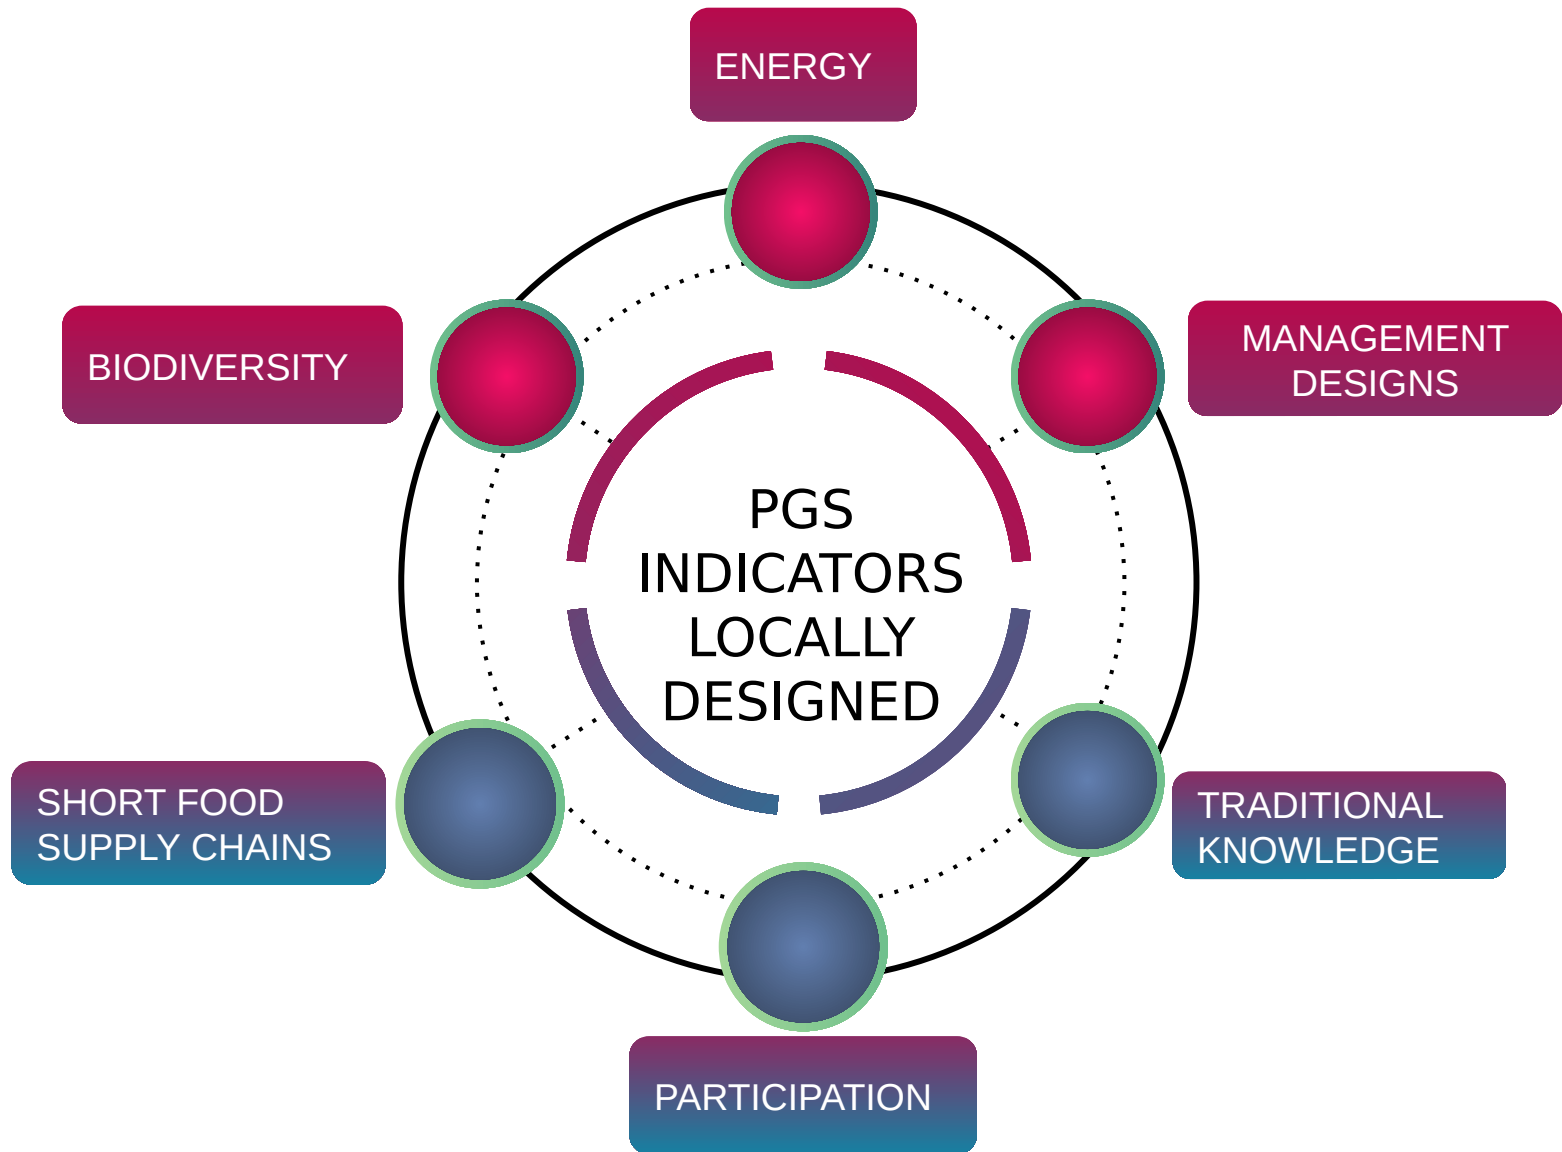 ENERGY
BIODIVERSITY
MANAGEMENT
DESIGNS
PGS
INDICATORS
LOCALLY
DESIGNED
SHORT FOOD
SUPPLY CHAINS
TRADITIONAL
KNOWLEDGE
PARTICIPATION